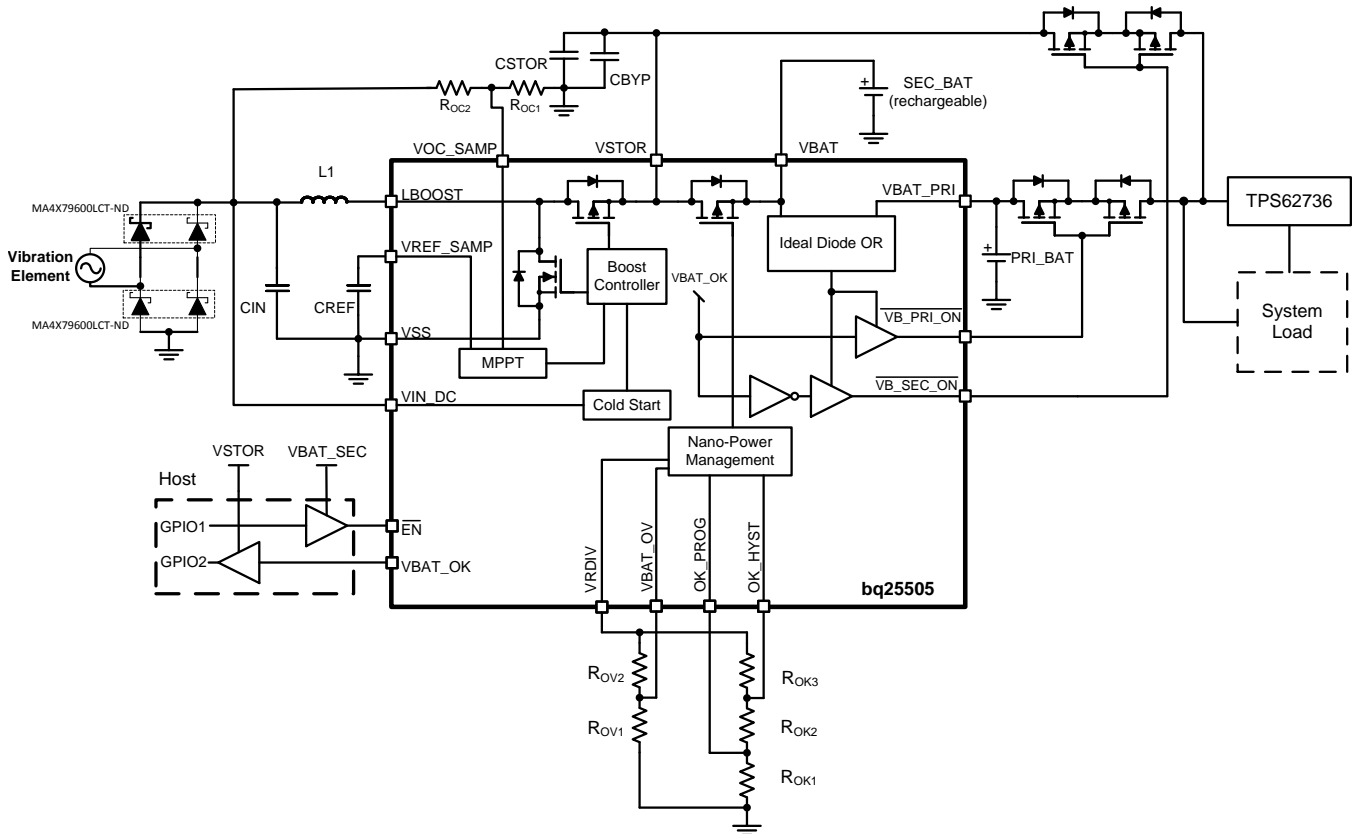 CSTOR
CBYP
SEC_BAT
(rechargeable)
ROC2
ROC1
VOC_SAMP
VSTOR
VBAT
L1
MA4X79600LCT-ND
LBOOST
VBAT_PRI
TPS62736
Ideal Diode OR
VREF_SAMP
Vibration
Element
Boost
Controller
VBAT_OK
PRI_BAT
CIN
CREF
VB_PRI_ON
System
Load
MA4X79600LCT-ND
VSS
MPPT
VB_SEC_ON
VIN_DC
Cold Start
Nano-Power
Management
VSTOR
VBAT_SEC
Host
GPIO1
EN
GPIO2
VBAT_OK
VRDIV
VBAT_OV
OK_PROG
OK_HYST
bq25505
ROV2
ROK3
ROV1
ROK2
ROK1